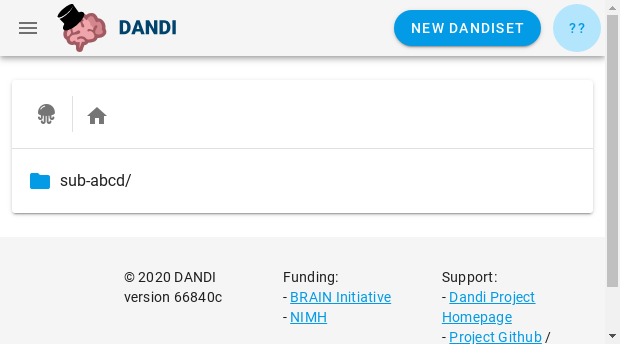 DANDI
NEW DANDISET
??
sub-abcd/
© 2020 DANDI
version 66840c
Funding:
- BRAIN Initiative
- NIMH
Support:
- Dandi Project
Homepage
- Project Github /